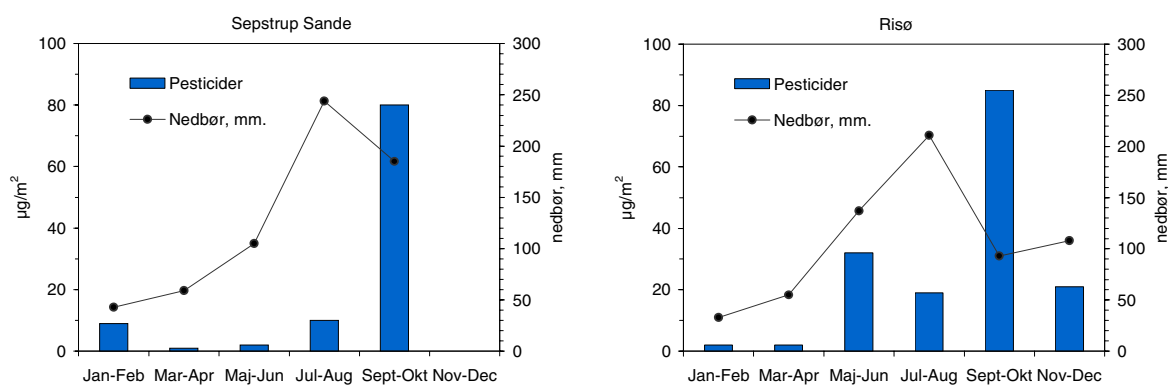 Sepstrup Sande
100
80
60
40
20
0
µg/m²
Pesticider
Nedbør, mm.
300
250
200
150
100
50
0
nedbør, mm
Jan-Feb Mar-Apr Maj-Jun Jul-Aug Sept-Okt Nov-Dec
Risø
100
80
60
40
20
0
µg/m²
Pesticider
Nedbør, mm.
300
250
200
150
100
50
0
nedbør, mm
Jan-Feb Mar-Apr Maj-Jun Jul-Aug Sept-Okt Nov-Dec